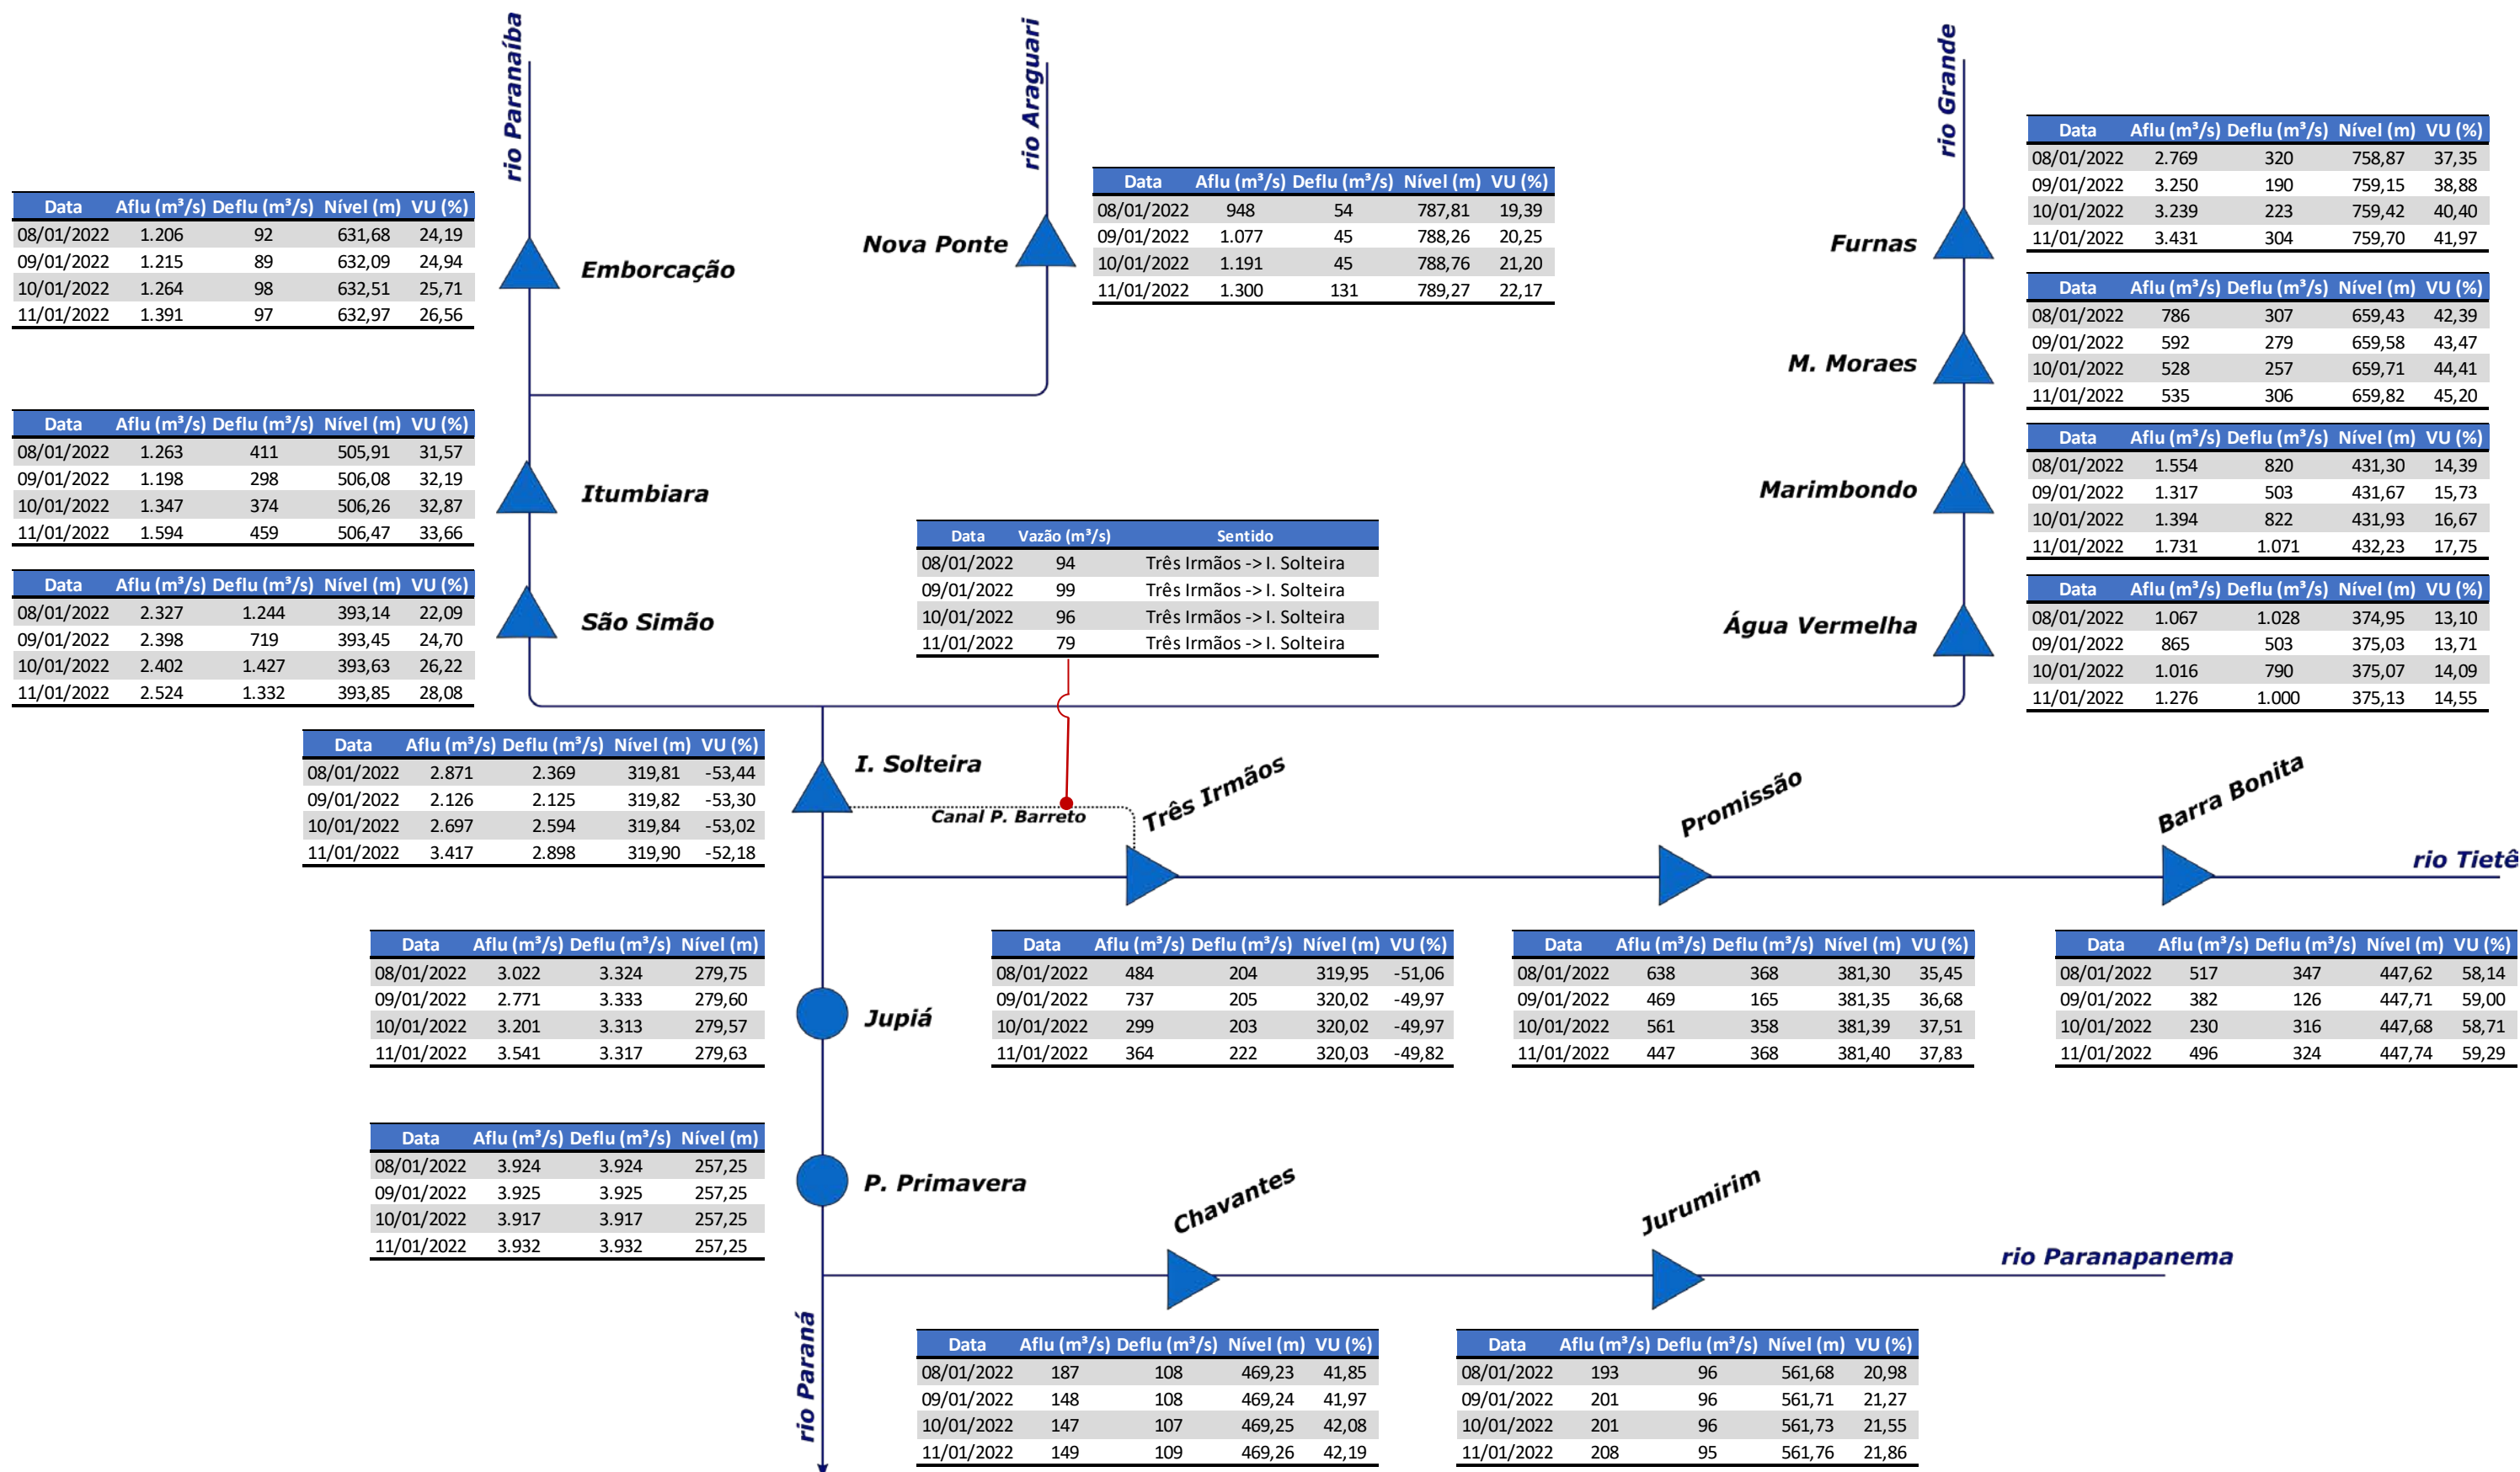 rio Paranaíba
rio Araguari
rio Grande
Data Aflu (m³/s) Deflu (m³/s) Nível (m) VU (%)
08/01/2022 2.769 320 758,87 37,35
09/01/2022 3.250 190 759,15 38,88
10/01/2022 3.239 223 759,42 40,40
11/01/2022 3.431 304 759,70 41,97
Furnas
Data Aflu (m³/s) Deflu (m³/s) Nível (m) VU (%)
08/01/2022 948 54 787,81 19,39
09/01/2022 1.077 45 788,26 20,25
10/01/2022 1.191 45 788,76 21,20
11/01/2022 1.300 131 789,27 22,17
Nova Ponte
Data Aflu (m³/s) Deflu (m³/s) Nível (m) VU (%)
08/01/2022 1.206 92 631,68 24,19
09/01/2022 1.215 89 632,09 24,94
10/01/2022 1.264 98 632,51 25,71
11/01/2022 1.391 97 632,97 26,56
Emborcação
Data Aflu (m³/s) Deflu (m³/s) Nível (m) VU (%)
08/01/2022 786 307 659,43 42,39
09/01/2022 592 279 659,58 43,47
10/01/2022 528 257 659,71 44,41
11/01/2022 535 306 659,82 45,20
M. Moraes
Data Aflu (m³/s) Deflu (m³/s) Nível (m) VU (%)
08/01/2022 1.263 411 505,91 31,57
09/01/2022 1.198 298 506,08 32,19
10/01/2022 1.347 374 506,26 32,87
11/01/2022 1.594 459 506,47 33,66
Itumbiara
Data Aflu (m³/s) Deflu (m³/s) Nível (m) VU (%)
08/01/2022 1.554 820 431,30 14,39
09/01/2022 1.317 503 431,67 15,73
10/01/2022 1.394 822 431,93 16,67
11/01/2022 1.731 1.071 432,23 17,75
Marimbondo
Data Vazão (m³/s) Sentido
08/01/2022 94 Três Irmãos -> I. Solteira
09/01/2022 99 Três Irmãos -> I. Solteira
10/01/2022 96 Três Irmãos -> I. Solteira
11/01/2022 79 Três Irmãos -> I. Solteira
Data Aflu (m³/s) Deflu (m³/s) Nível (m) VU (%)
08/01/2022 2.327 1.244 393,14 22,09
09/01/2022 2.398 719 393,45 24,70
10/01/2022 2.402 1.427 393,63 26,22
11/01/2022 2.524 1.332 393,85 28,08
São Simão
Data Aflu (m³/s) Deflu (m³/s) Nível (m) VU (%)
08/01/2022 1.067 1.028 374,95 13,10
09/01/2022 865 503 375,03 13,71
10/01/2022 1.016 790 375,07 14,09
11/01/2022 1.276 1.000 375,13 14,55
Água Vermelha
Data Aflu (m³/s) Deflu (m³/s) Nível (m) VU (%)
08/01/2022 2.871 2.369 319,81 -53,44
09/01/2022 2.126 2.125 319,82 -53,30
10/01/2022 2.697 2.594 319,84 -53,02
11/01/2022 3.417 2.898 319,90 -52,18
I. Solteira
Canal P. Barreto
Três Irmãos
Promissão
Barra Bonita
rio Tietê
Data Aflu (m³/s) Deflu (m³/s) Nível (m)
08/01/2022 3.022 3.324 279,75
09/01/2022 2.771 3.333 279,60
10/01/2022 3.201 3.313 279,57
11/01/2022 3.541 3.317 279,63
Jupiá
Data Aflu (m³/s) Deflu (m³/s) Nível (m) VU (%)
08/01/2022 484 204 319,95 -51,06
09/01/2022 737 205 320,02 -49,97
10/01/2022 299 203 320,02 -49,97
11/01/2022 364 222 320,03 -49,82
Data Aflu (m³/s) Deflu (m³/s) Nível (m) VU (%)
08/01/2022 638 368 381,30 35,45
09/01/2022 469 165 381,35 36,68
10/01/2022 561 358 381,39 37,51
11/01/2022 447 368 381,40 37,83
Data Aflu (m³/s) Deflu (m³/s) Nível (m) VU (%)
08/01/2022 517 347 447,62 58,14
09/01/2022 382 126 447,71 59,00
10/01/2022 230 316 447,68 58,71
11/01/2022 496 324 447,74 59,29
Data Aflu (m³/s) Deflu (m³/s) Nível (m)
08/01/2022 3.924 3.924 257,25
09/01/2022 3.925 3.925 257,25
10/01/2022 3.917 3.917 257,25
11/01/2022 3.932 3.932 257,25
P. Primavera
Chavantes
Jurumirim
rio Paranapanema
rio Paraná
Data Aflu (m³/s) Deflu (m³/s) Nível (m) VU (%)
08/01/2022 187 108 469,23 41,85
09/01/2022 148 108 469,24 41,97
10/01/2022 147 107 469,25 42,08
11/01/2022 149 109 469,26 42,19
Data Aflu (m³/s) Deflu (m³/s) Nível (m) VU (%)
08/01/2022 193 96 561,68 20,98
09/01/2022 201 96 561,71 21,27
10/01/2022 201 96 561,73 21,55
11/01/2022 208 95 561,76 21,86